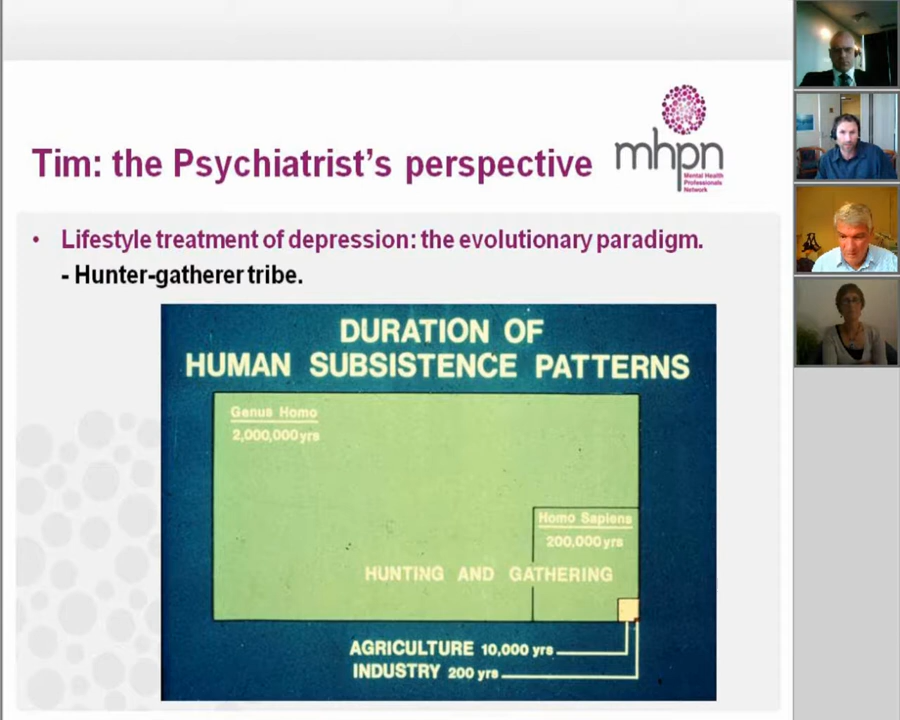 Tim: the Psychiatrist's perspective
mhpn
Mental Health
Professionals
Network
• Lifestyle treatment of depression: the evolutionary paradigm.
- Hunter-gatherer tribe.
DURATION OF
HUMAN SUBSISTENCE PATTERNS
Genus Homo
2,000,000 yrs
Homo Sapiens
200,000 yrs
HUNTING AND GATHERING
AGRICULTURE 10,000 yrs
INDUSTRY 200 yrs